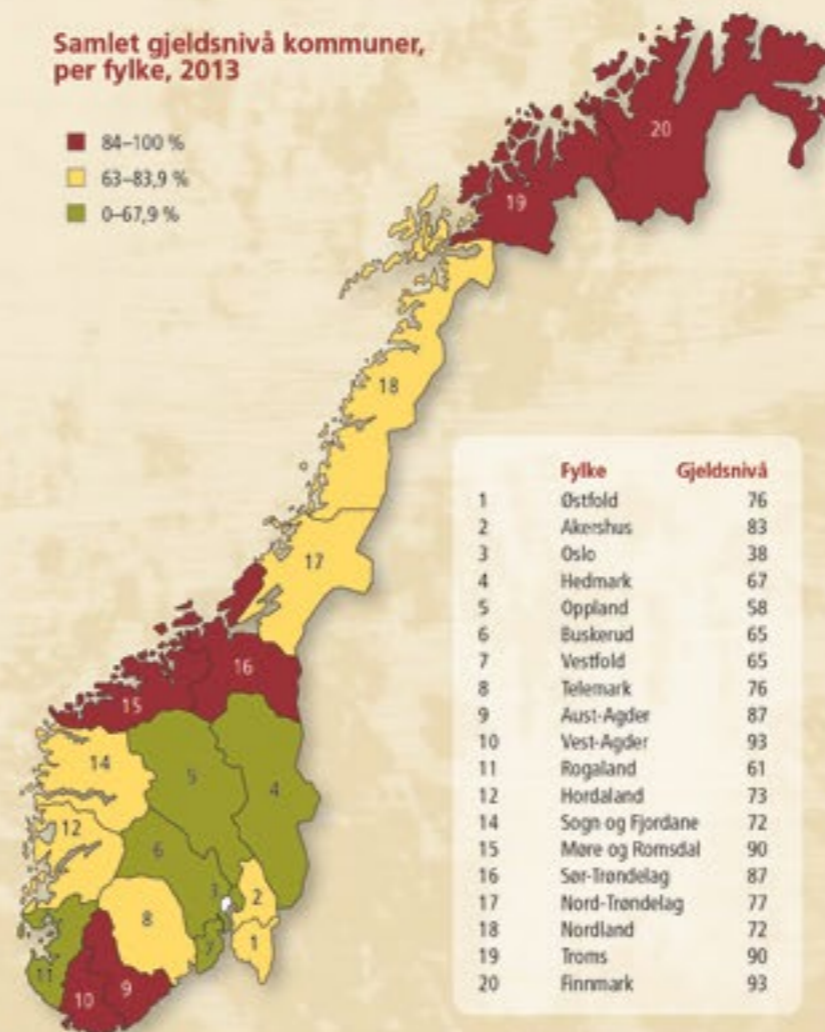 Samlet gjeldsnivå kommuner,
per fylke, 2013
84–100 %
63–83,9 %
0–67,9 %
20
19
18
17
16
15
14
5
4
12
6
3
2
8
7
1
11
10
9
Fylke Gjeldsnivå
1 Østfold 76
2 Akershus 83
3 Oslo 38
4 Hedmark 67
5 Oppland 58
6 Buskerud 65
7 Vestfold 65
8 Telemark 76
9 Aust-Agder 87
10 Vest-Agder 93
11 Rogaland 61
12 Hordaland 73
14 Sogn og Fjordane 72
15 Møre og Romsdal 90
16 Sør-Trøndelag 87
17 Nord-Trøndelag 77
18 Nordland 72
19 Troms 90
20 Finnmark 93